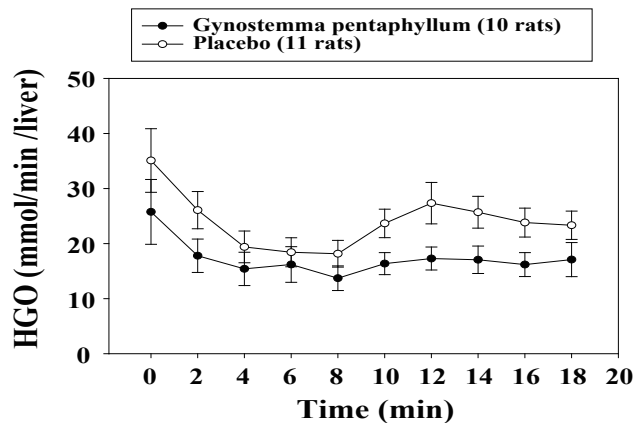 Gynostemma pentaphyllum (10 rats)
Placebo (11 rats)
HGO (mmol/min /liver)
50
40
30
20
10
0
0 2 4 6 8 10 12 14 16 18 20
Time (min)